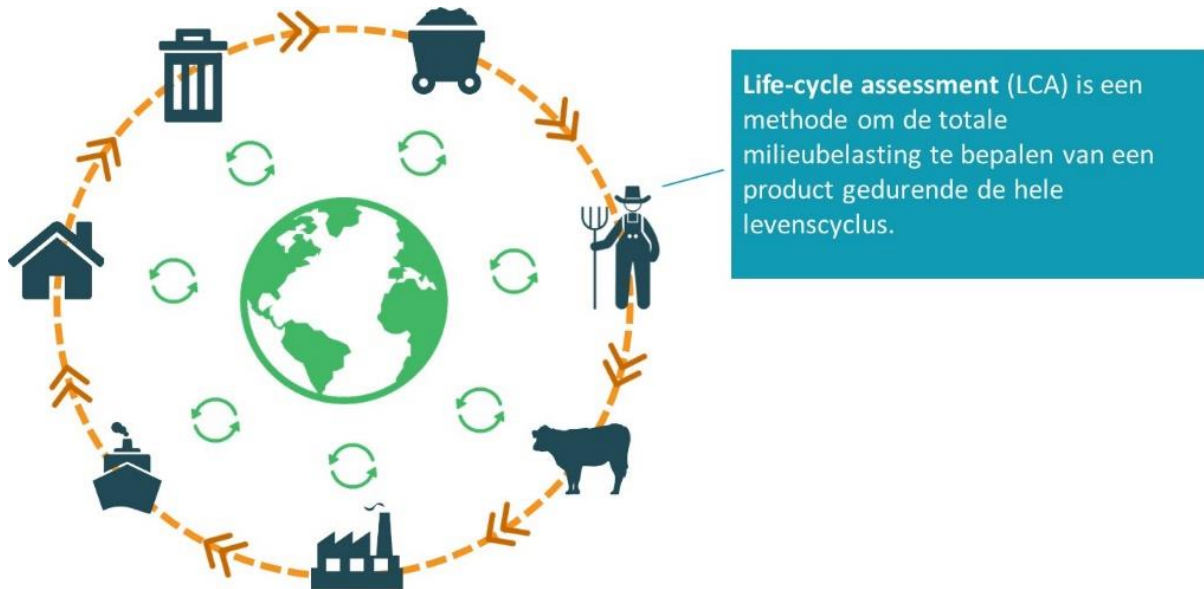 Life-cycle assessment (LCA) is een
methode om de totale
milieubelasting te bepalen van een
product gedurende de hele
levenscyclus.